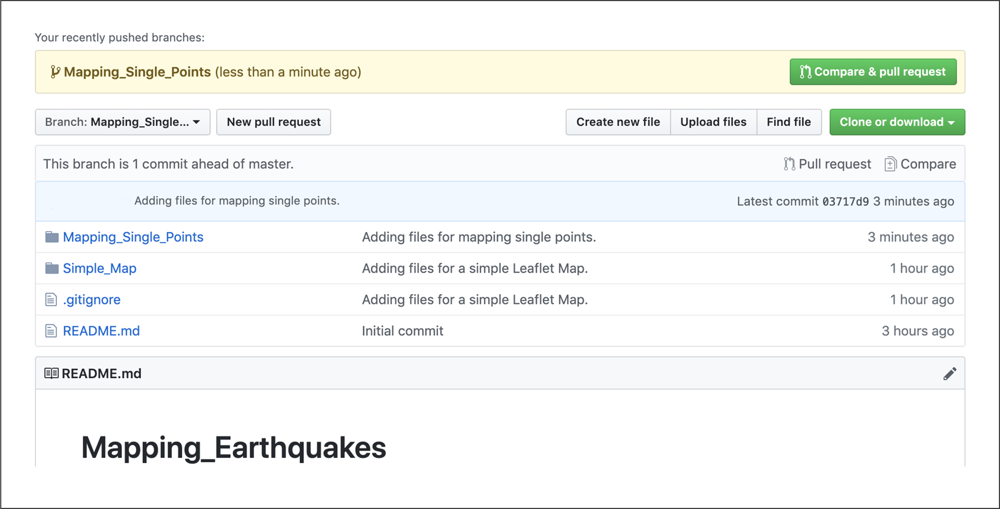 Your recently pushed branches:
Mapping_Single_Points (less than a minute ago)
Compare & pull request
Branch: Mapping_Single...
New pull request
Create new file
Upload files
Find file
Clone or download
This branch is 1 commit ahead of master.
Pull request
Compare
Adding files for mapping single points.
Latest commit 03717d9 3 minutes ago
Mapping_Single_Points
Adding files for mapping single points.
3 minutes ago
Simple_Map
Adding files for a simple Leaflet Map.
1 hour ago
.gitignore
Adding files for a simple Leaflet Map.
1 hour ago
README.md
Initial commit
3 hours ago
README.md
Mapping_Earthquakes